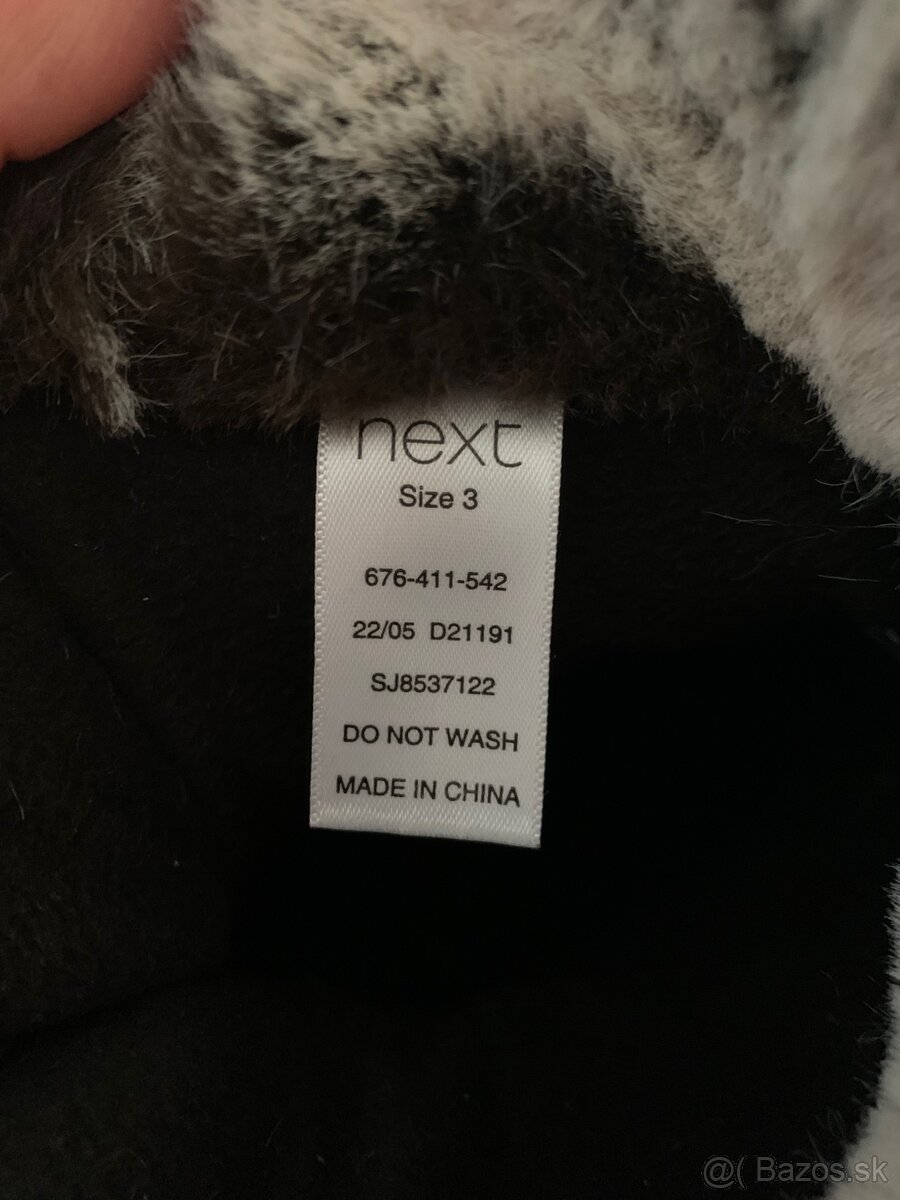 next
Size 3
676-411-542
22/05 D21191
SJ8537122
DO NOT WASH
MADE IN CHINA
@( Bazos.sk